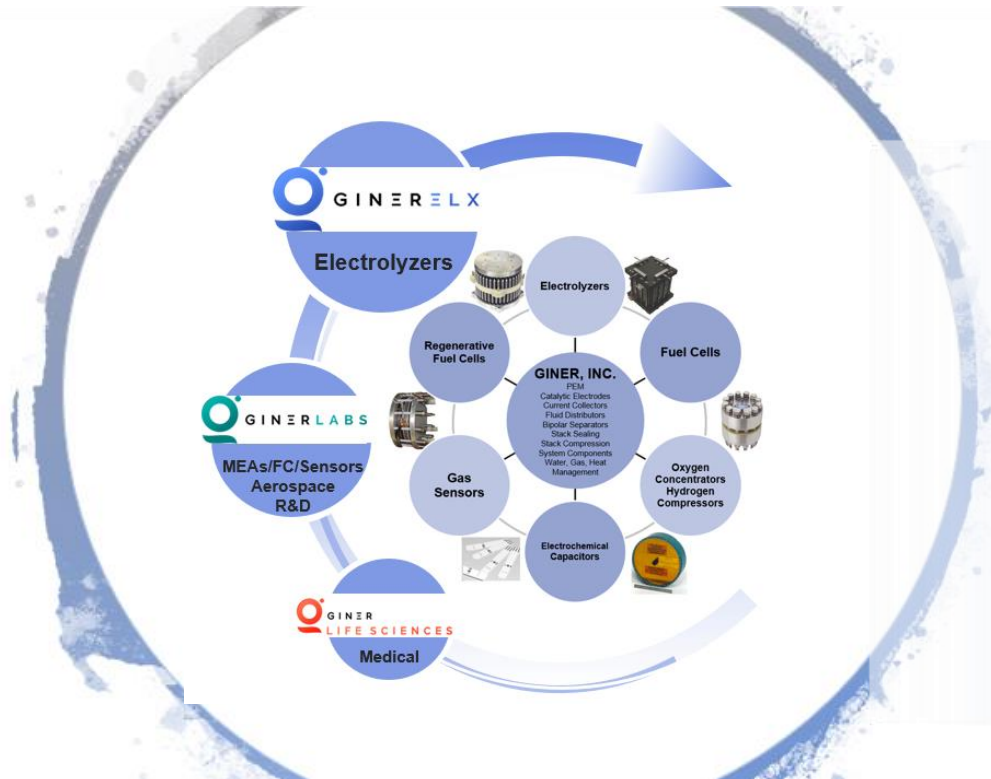 GINERELX
Electrolyzers
GINERLABS
MEAs/FC/Sensors
Aerospace
R&D
GINER
LIFE SCIENCES
Medical
Electrolyzers
Regenerative
Fuel Cells
Fuel Cells
GINER, INC.
PEM
Catalytic Electrodes
Current Collectors
Fluid Distributors
Bipolar Separators
Stack Sealing
Stack Compression
System Components
Water, Gas, Heat
Management
Gas
Sensors
Oxygen
Concentrators
Hydrogen
Compressors
Electrochemical
Capacitors